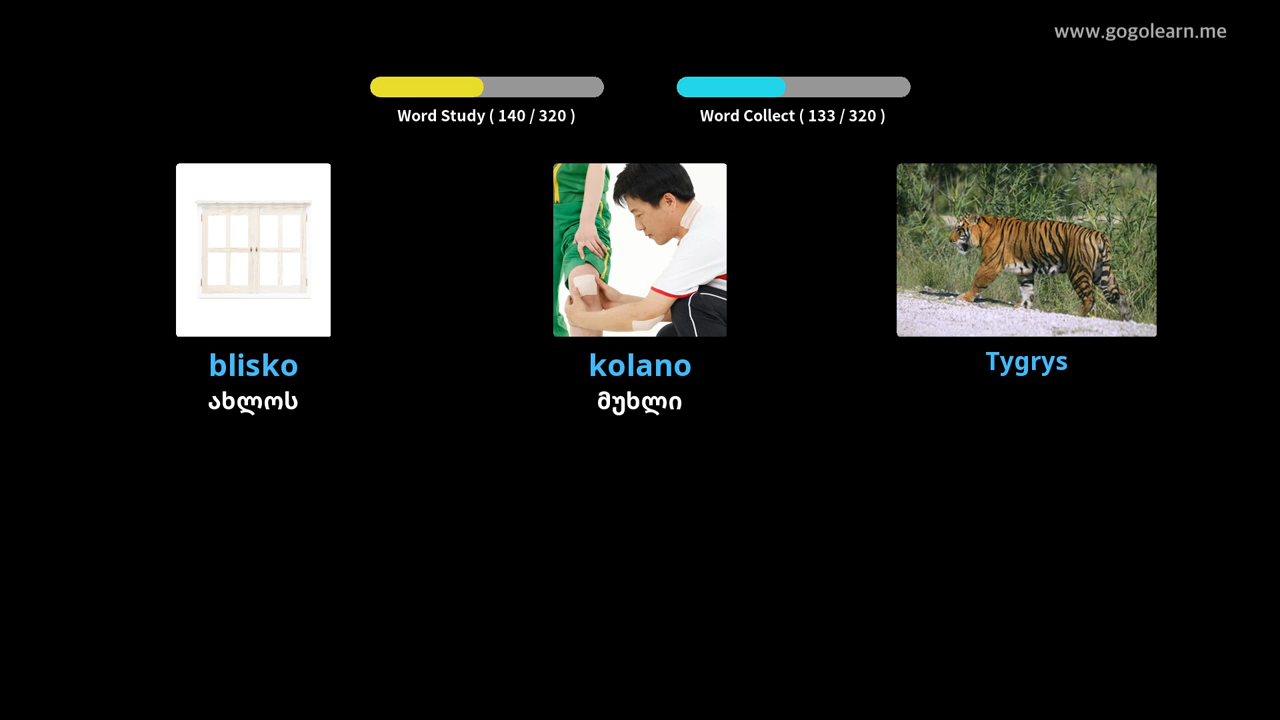 www.gogolearn.me
Word Study ( 140 / 320 )
Word Collect ( 133 / 320 )
blisko
ახლოს
kolano
მუხლი
Tygrys